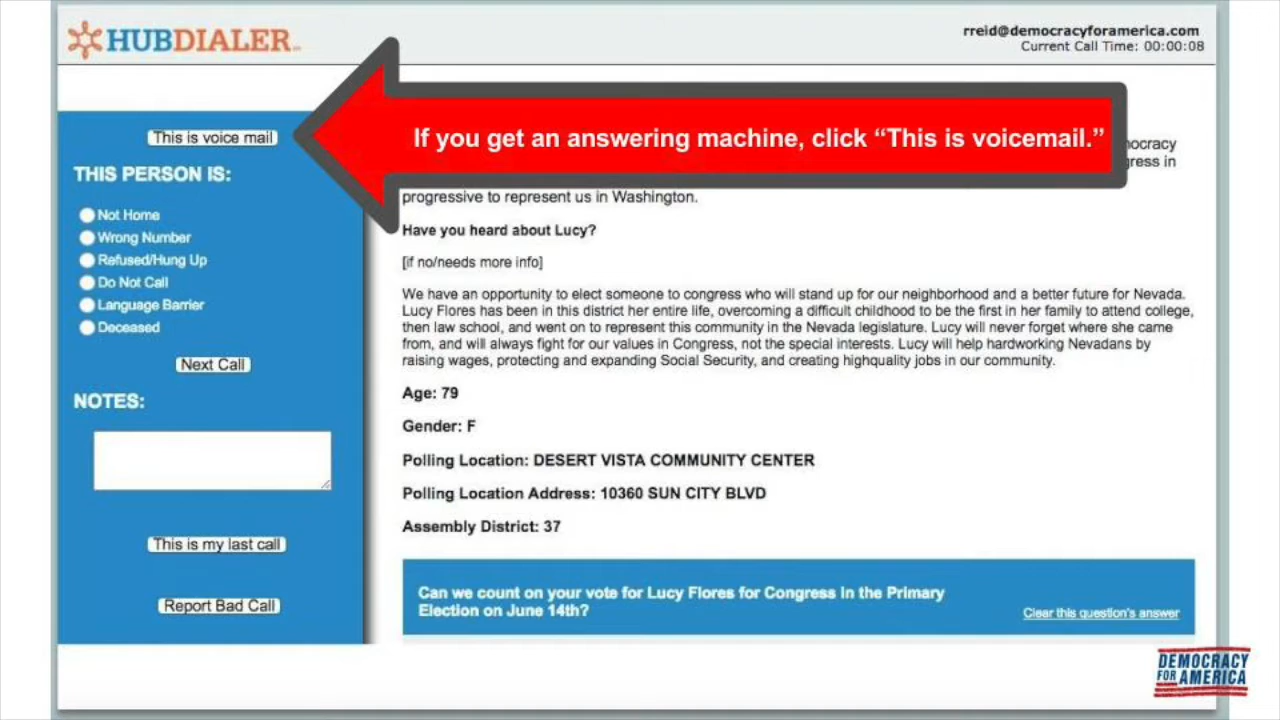 HUBDIALER
rreid@democracyforamerica.com
Current Call Time: 00:00:08
This is voice mail
If you get an answering machine, click “This is voicemail.”
THIS PERSON IS:
Not Home
Wrong Number
Refused/Hung Up
Do Not Call
Language Barrier
Deceased
Next Call
NOTES:
This is my last call
Report Bad Call
progressive to represent us in Washington.
Have you heard about Lucy?
[if no/needs more info]
We have an opportunity to elect someone to congress who will stand up for our neighborhood and a better future for Nevada.
Lucy Flores has been in this district her entire life, overcoming a difficult childhood to be the first in her family to attend college,
then law school, and went on to represent this community in the Nevada legislature. Lucy will never forget where she came
from, and will always fight for our values in Congress, not the special interests. Lucy will help hardworking Nevadans by
raising wages, protecting and expanding Social Security, and creating highquality jobs in our community.
Age: 79
Gender: F
Polling Location: DESERT VISTA COMMUNITY CENTER
Polling Location Address: 10360 SUN CITY BLVD
Assembly District: 37
Can we count on your vote for Lucy Flores for Congress in the Primary
Election on June 14th?
Clear this question's answer
DEMOCRACY
FOR AMERICA